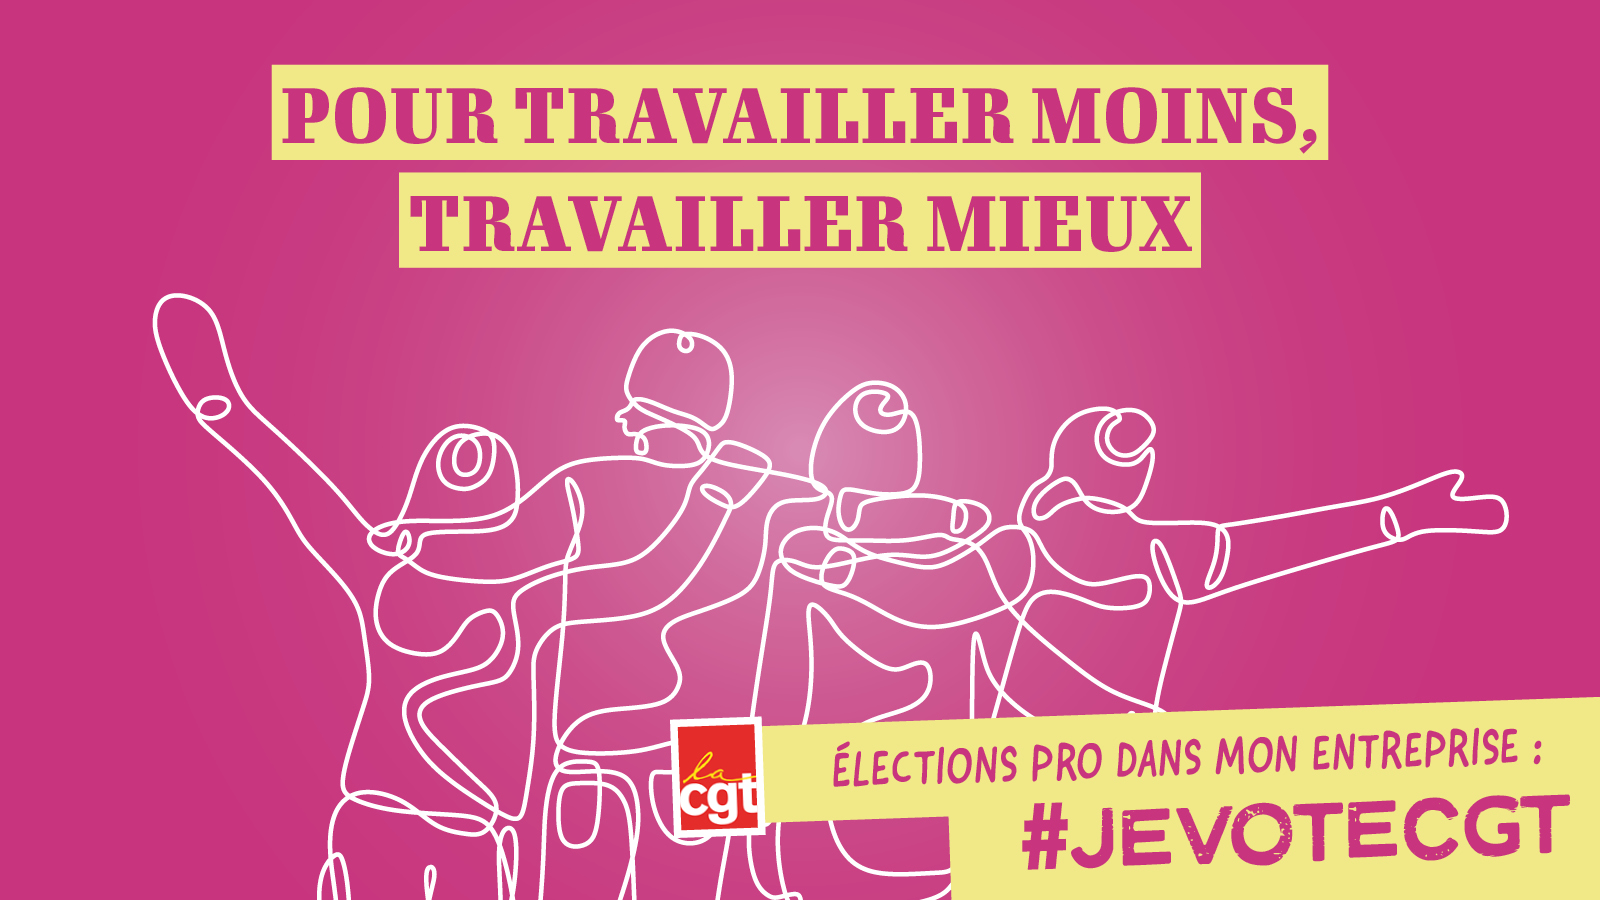 POUR TRAVAILLER MOINS,
TRAVAILLER MIEUX
la
cgt
ÉLECTIONS PRO DANS MON ENTREPRISE :
#JEVOTECGT